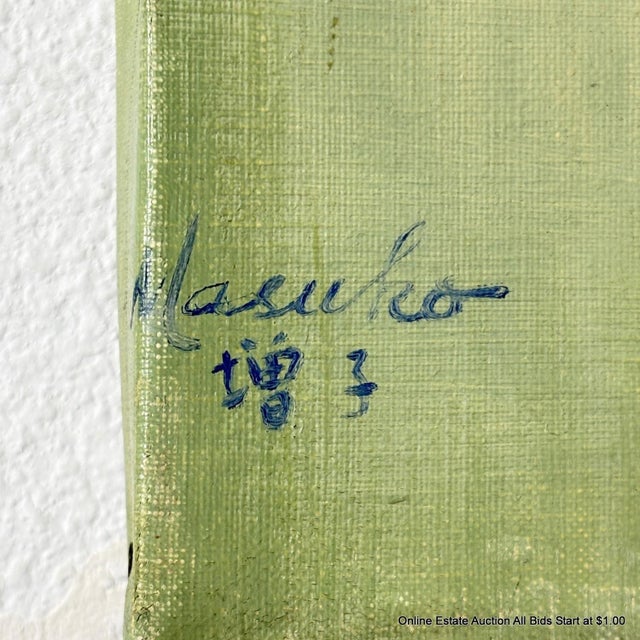 Masuko
増子
Online Estate Auction All Bids Start at $1.00